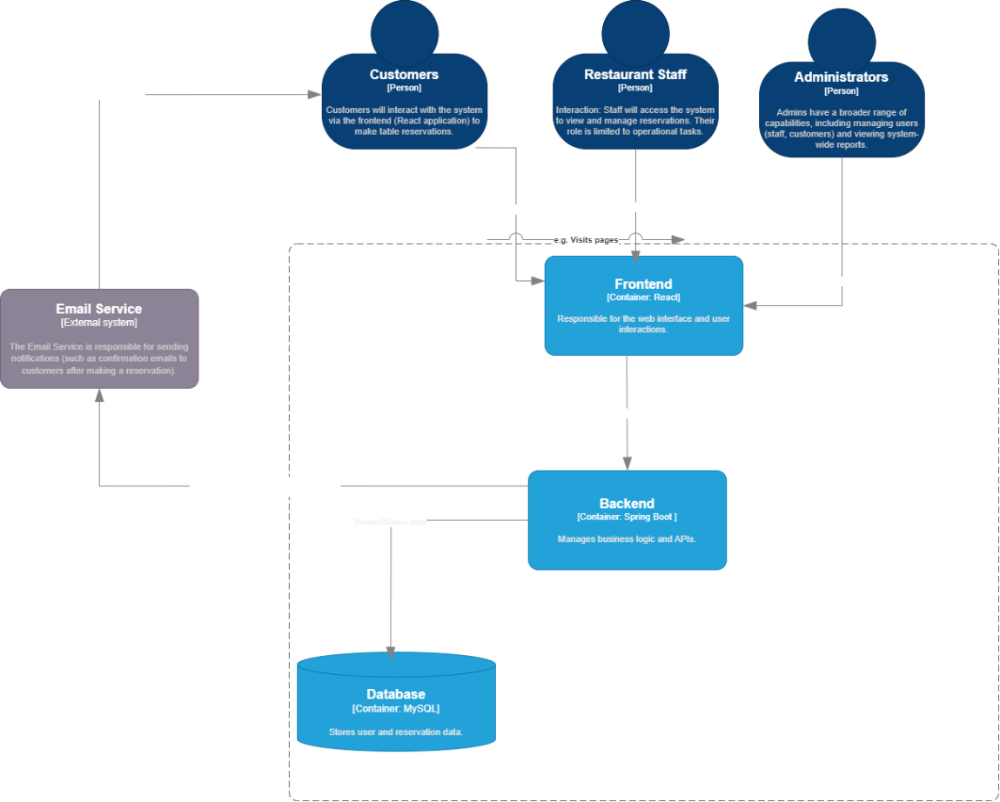 Customers
[Person]
Customers will interact with the system
via the frontend (React application) to
make table reservations.
Restaurant Staff
[Person]
Interaction: Staff will access the system
to view and manage reservations. Their
role is limited to operational tasks.
Administrators
[Person]
Admins have a broader range of
capabilities, including managing users
(staff, customers) and viewing system-
wide reports.
e.g. Visits pages
Frontend
[Container: React]
Responsible for the web interface and user
interactions.
Email Service
[External system]
The Email Service is responsible for sending
notifications (such as confirmation emails to
customers after making a reservation).
Backend
[Container: Spring Boot ]
Manages business logic and APIs.
Reads/Writes data
Database
[Container: MySQL]
Stores user and reservation data.